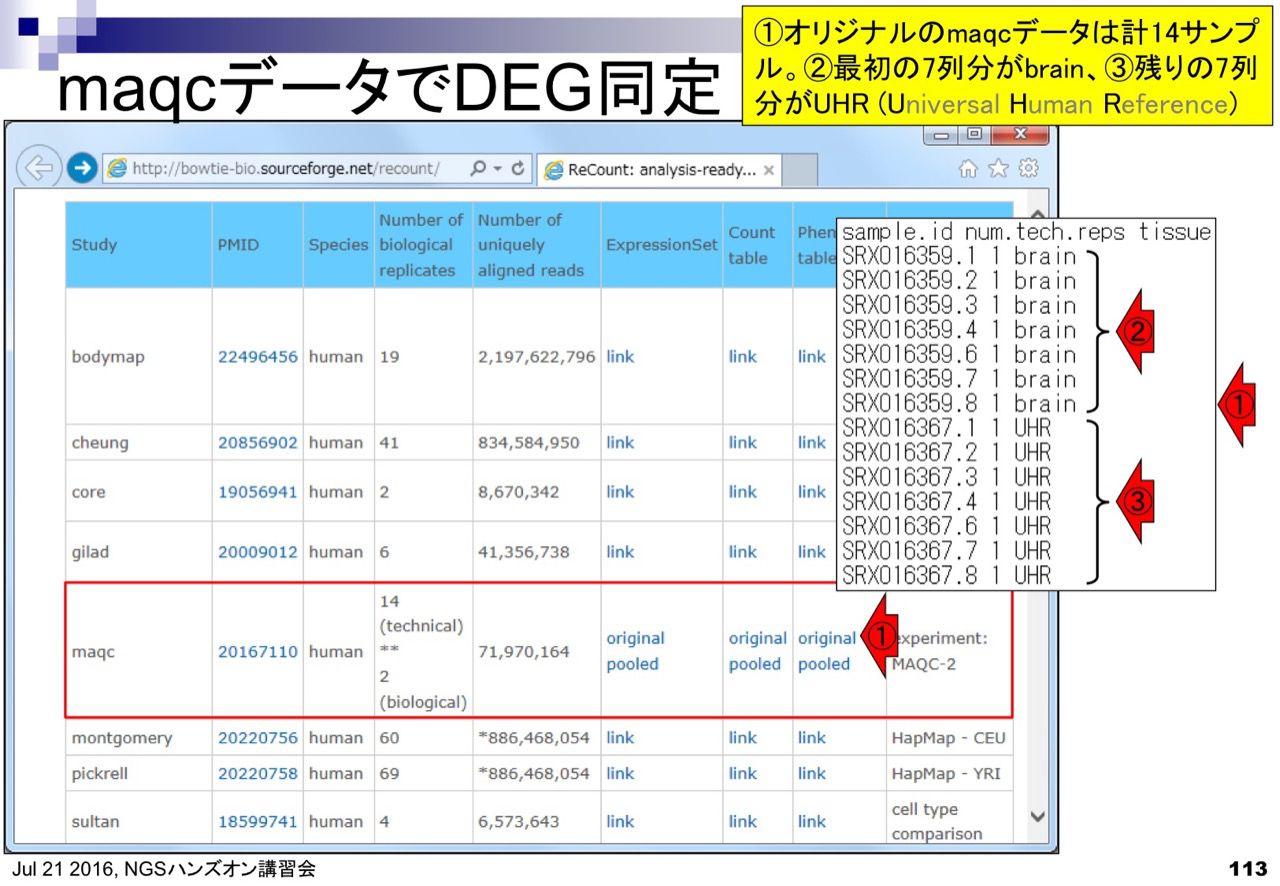 ①オリジナルのmaqcデータは計14サンプ
ル。②最初の7列分がbrain、③残りの7列
分がUHR (Universal Human Reference)
maqcデータでDEG同定
http://bowtie-bio.sourceforge.net/recount/
ReCount: analysis-ready...
Study PMID Species Number of biological replicates Number of uniquely aligned reads ExpressionSet Count table Phen table
bodymap 22496456 human 19 2,197,622,796 link link link
cheung 20856902 human 41 834,584,950 link link link
core 19056941 human 2 8,670,342 link link link
gilad 20009012 human 6 41,356,738 link link link
maqc 20167110 human 14 (technical) ** 2 (biological) 71,970,164 original pooled original pooled original pooled experiment: MAQC-2
montgomery 20220756 human 60 *886,468,054 link link link HapMap - CEU
pickrell 20220758 human 69 *886,468,054 link link link HapMap - YRI
sultan 18599741 human 4 6,573,643 link link link cell type comparison
sample.id num.tech.reps tissue
SRX016359.1 1 brain
SRX016359.2 1 brain
SRX016359.3 1 brain
SRX016359.4 1 brain
SRX016359.6 1 brain
SRX016359.7 1 brain
SRX016359.8 1 brain
SRX016367.1 1 UHR
SRX016367.2 1 UHR
SRX016367.3 1 UHR
SRX016367.4 1 UHR
SRX016367.6 1 UHR
SRX016367.7 1 UHR
SRX016367.8 1 UHR
②
①
③
①
Jul 21 2016, NGSハンズオン講習会
113